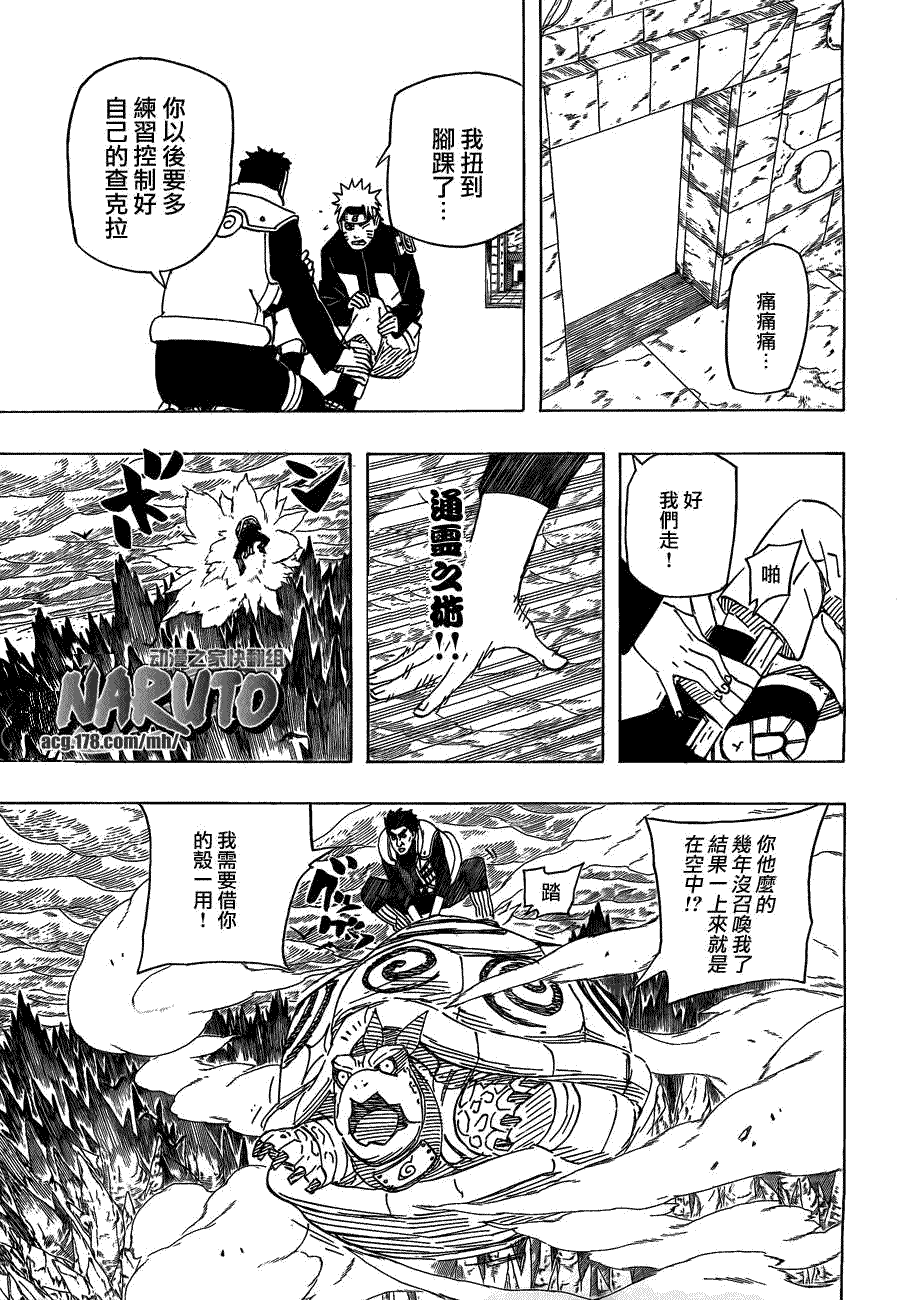 痛痛痛…
我扭到
腳踝了…
你以後要多
練習控制好
自己的查克拉
好
我們走！
啪
通靈之術!!
ボン
动漫之家快翻組
NARUTO
acg.178.com/mh/
你他麼的
幾年沒召喚我了
結果一上來就是
在空中!?
踏
我需要借你
的殼一用！